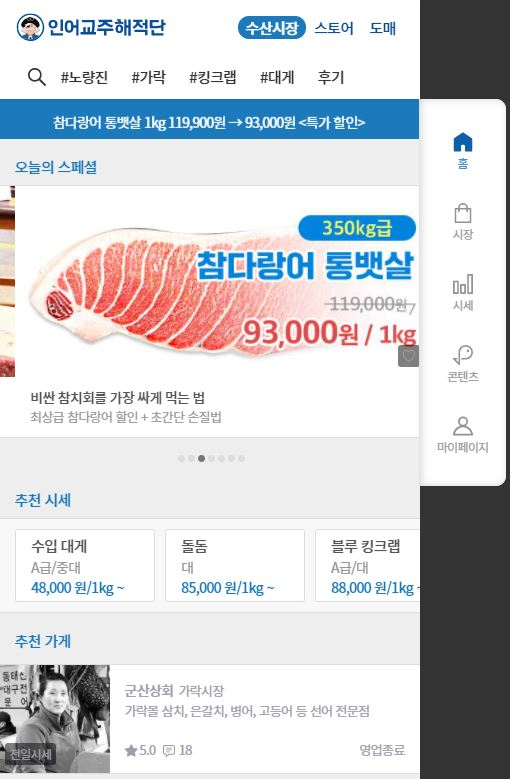 인어교주해적단
수산시장 스토어 도매
#노량진 #가락 #킹크랩 #대게 후기
참다랑어 통뱃살 1kg 119,900원 → 93,000원 <특가 할인>
오늘의 스페셜
350kg급
참다랑어 통뱃살
119,000원
93,000원 / 1kg
비싼 참치회를 가장 싸게 먹는 법
최상급 참다랑어 할인 + 초간단 손질법
추천 시세
수입 대게
A급/중대
48,000 원/1kg ~
돌돔
대
85,000 원/1kg ~
블루 킹크랩
A급/대
88,000 원/1kg ~
추천 가게
군산상회 가락시장
가락몰 삼치, 은갈치, 병어, 고등어 등 선어 전문점
5.0 18
영업종료
전일시세
홈
시장
시세
콘텐츠
마이페이지